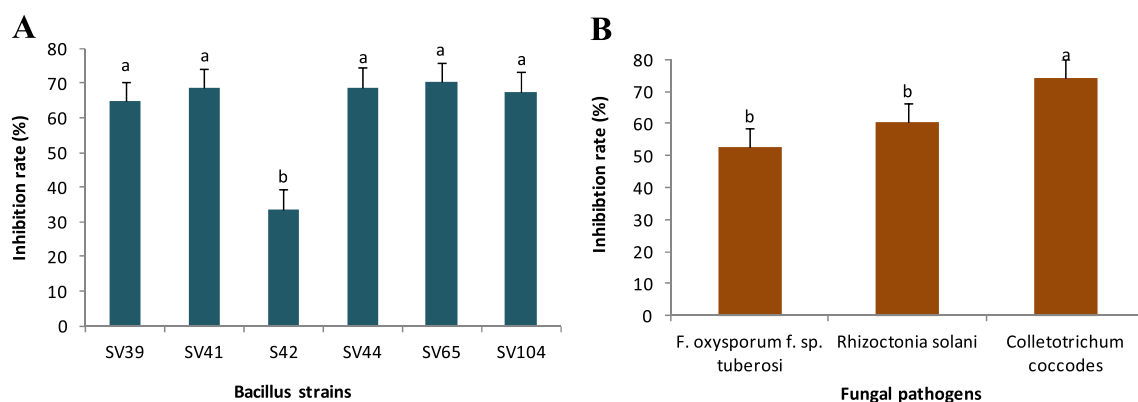 A
Inhibition rate (%)
80
70
60
50
40
30
20
10
0
a
a
b
a
a
a
SV39 SV41 S42 SV44 SV65 SV104
Bacillus strains
B
Inhibibtion rate (%)
80
70
60
50
40
30
20
10
0
b
b
a
F. oxysporum f. sp. Rhizoctonia solani Colletotrichum
tuberosi coccodes
Fungal pathogens